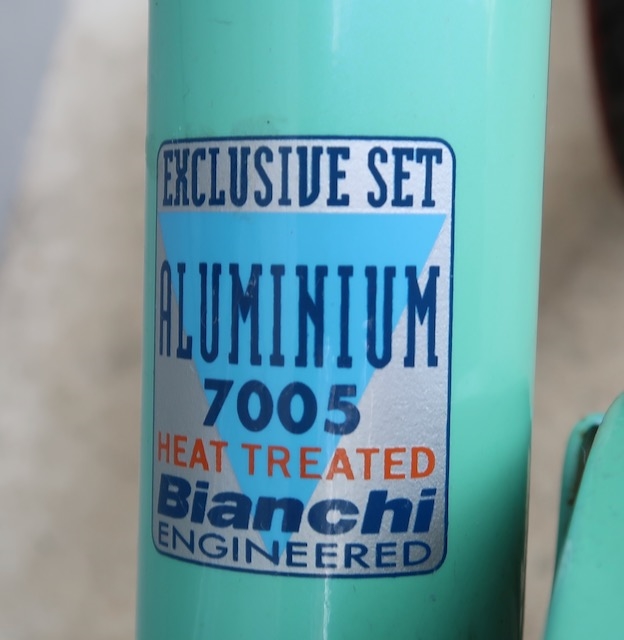 EXCLUSIVE SET
ALUMINIUM
7005
HEAT TREATED
Bianchi
ENGINEERED